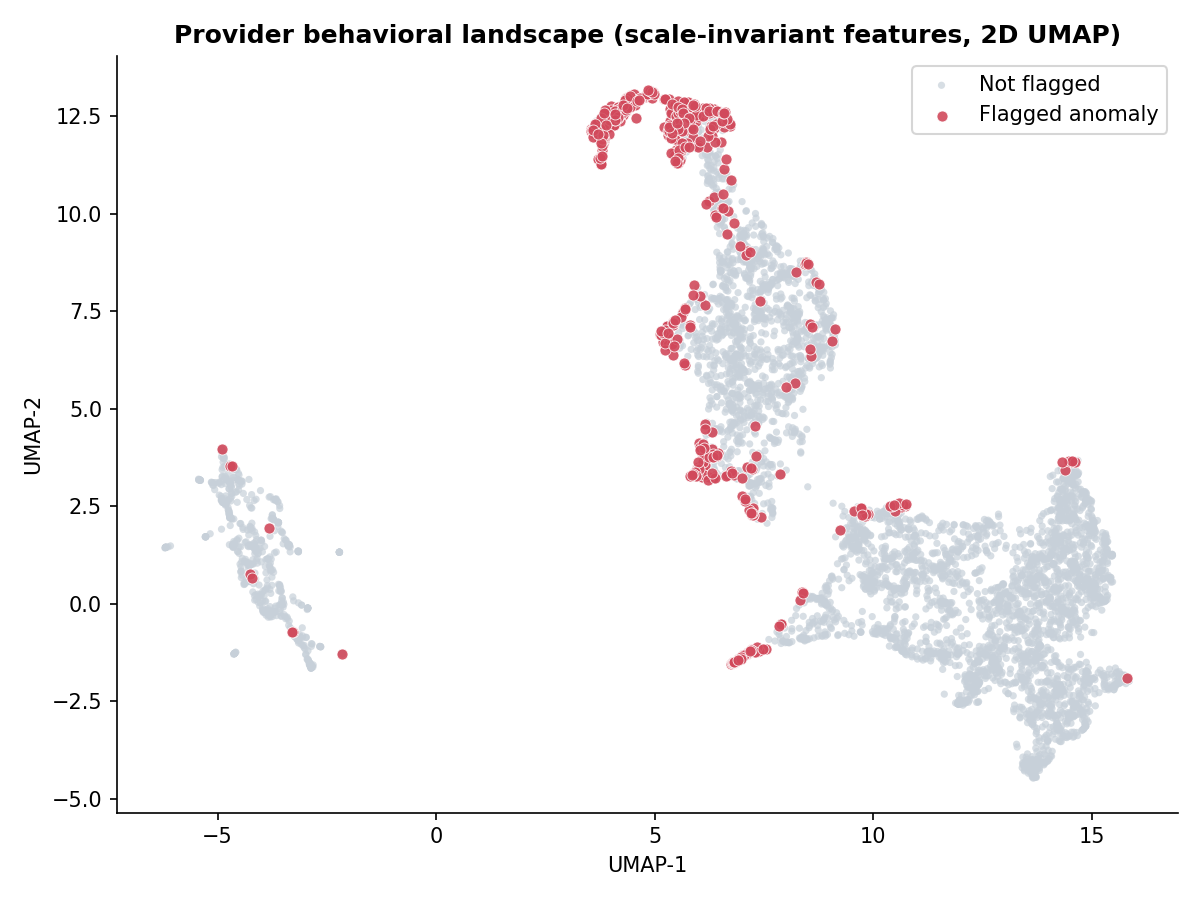 Provider behavioral landscape (scale-invariant features, 2D UMAP)
Not flagged
Flagged anomaly
12.5
10.0
7.5
5.0
2.5
0.0
−2.5
−5.0
UMAP-2
−5
0
5
10
15
UMAP-1